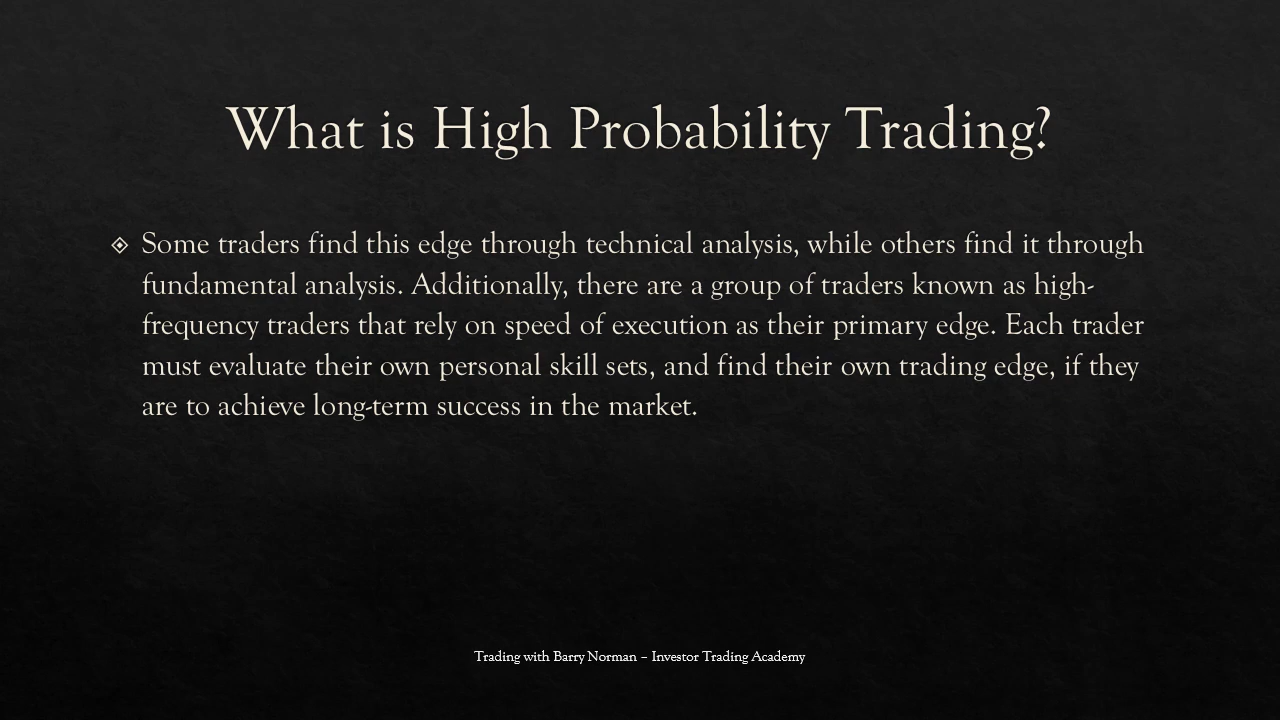 What is High Probability Trading?
Some traders find this edge through technical analysis, while others find it through
fundamental analysis. Additionally, there are a group of traders known as high-
frequency traders that rely on speed of execution as their primary edge. Each trader
must evaluate their own personal skill sets, and find their own trading edge, if they
are to achieve long-term success in the market.
Trading with Barry Norman – Investor Trading Academy